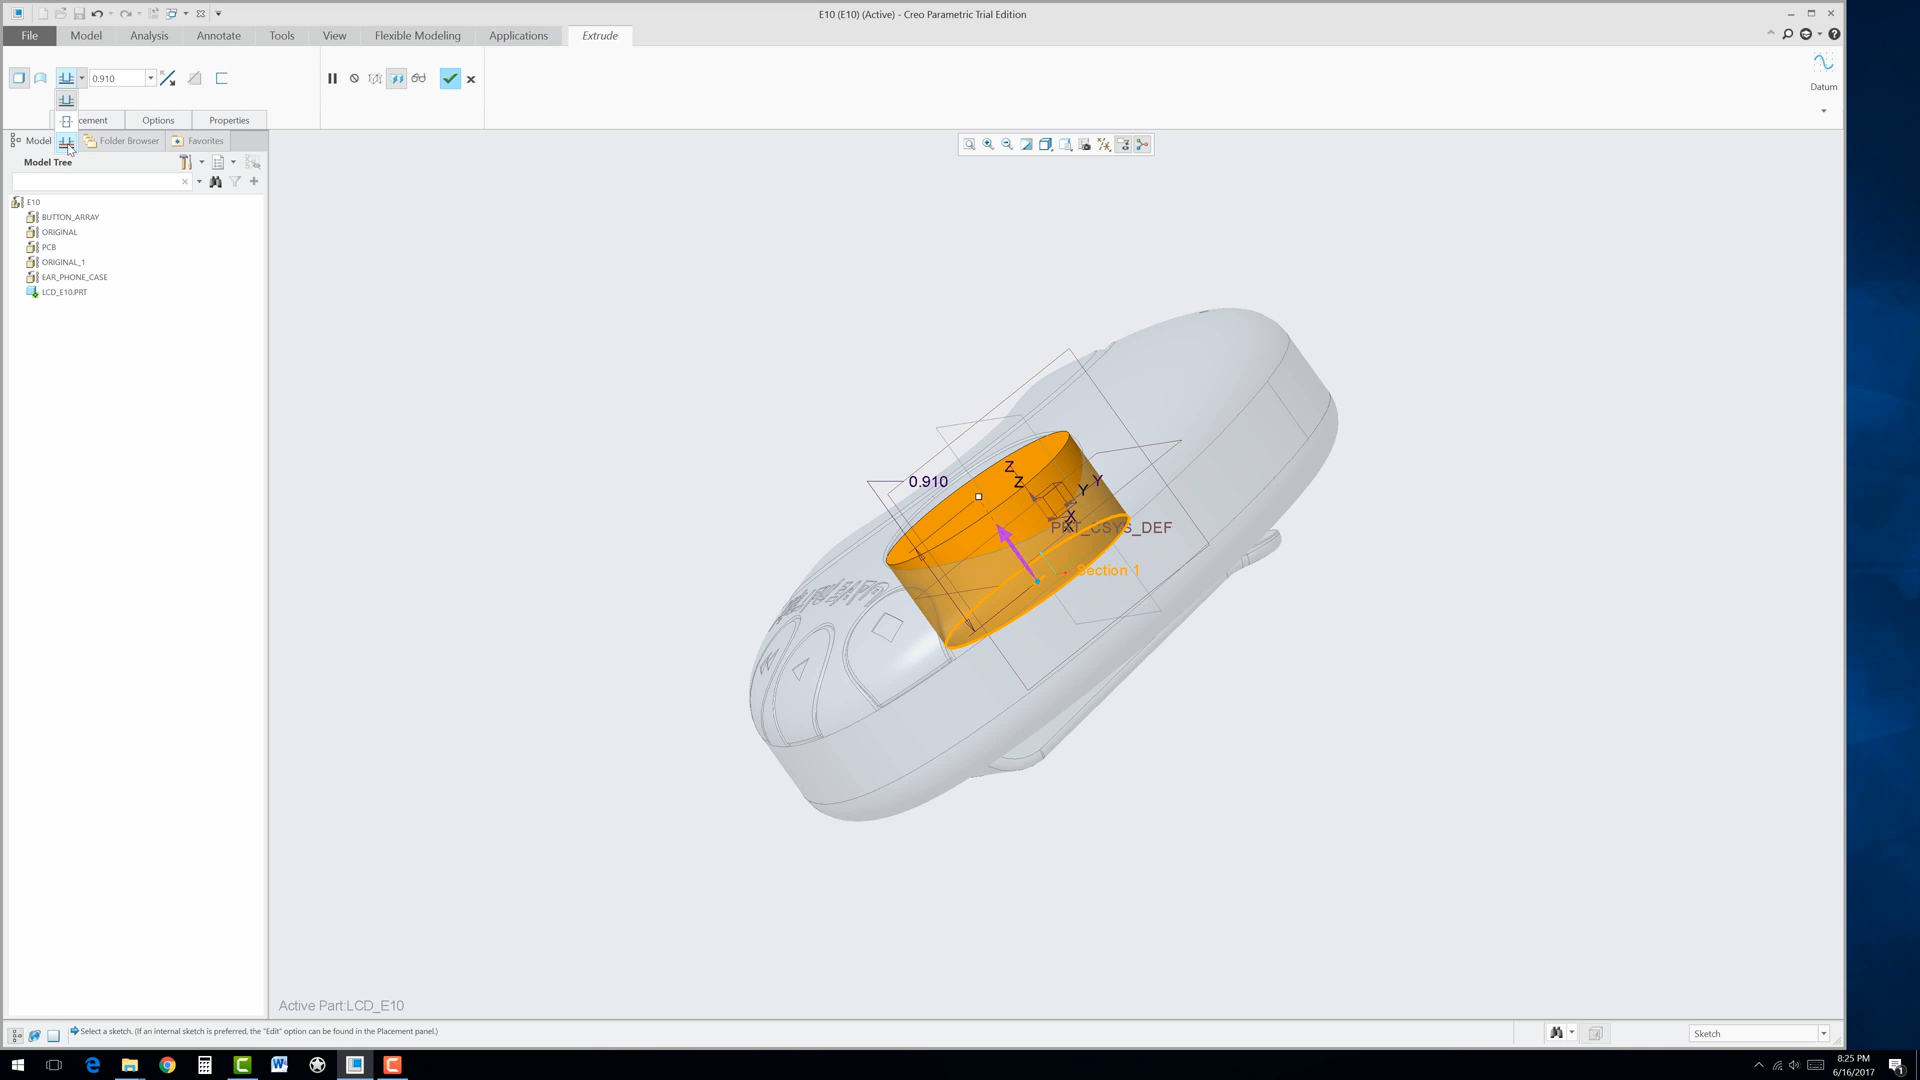 E10 (E10) (Active) - Creo Parametric Trial Edition
File Model Analysis Annotate Tools View Flexible Modeling Applications Extrude
0.910
Datum
cement Options Properties
Model Folder Browser Favorites
Model Tree
E10
BUTTON_ARRAY
ORIGINAL
PCB
ORIGINAL_1
EAR_PHONE_CASE
LCD_E10.PRT
Z
0.910
Z
Y
Y
X
PRT_CSYS_DEF
Section 1
Active Part:LCD_E10
Select a sketch. (If an internal sketch is preferred, the "Edit" option can be found in the Placement panel.)
Sketch
8:25 PM
6/16/2017